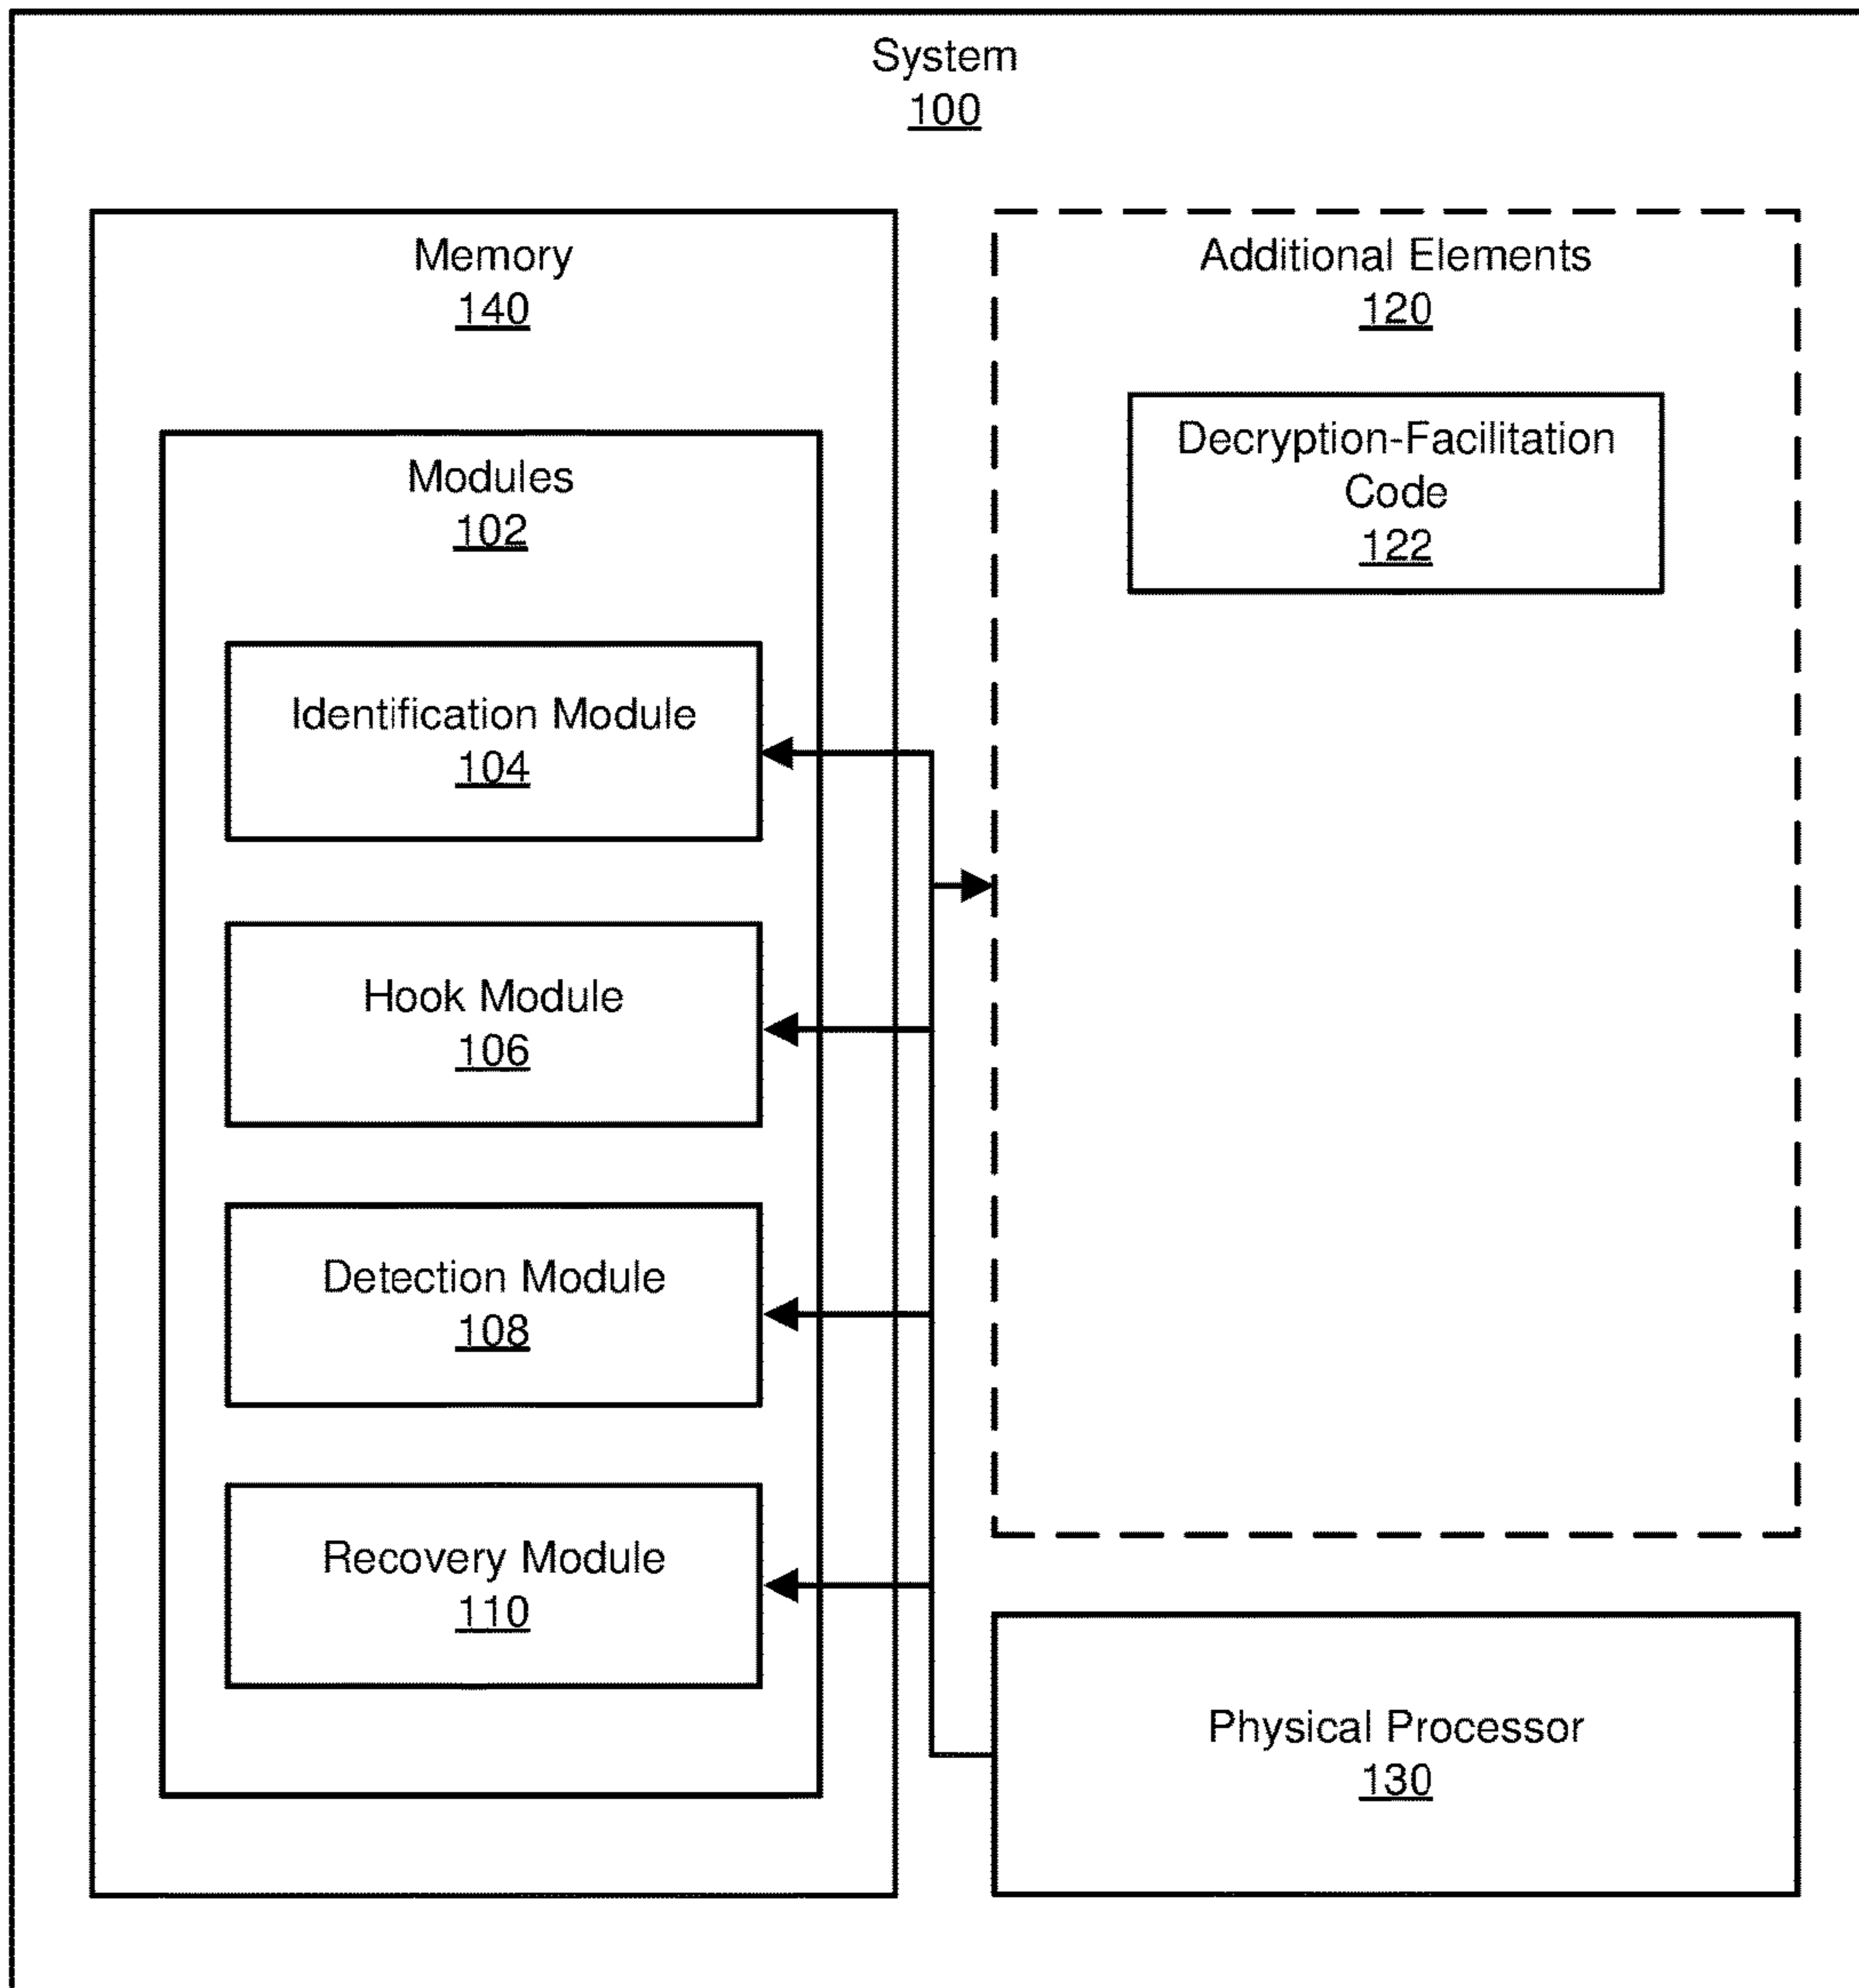 System
100
Memory
140
Modules
102
Identification Module
104
Hook Module
106
Detection Module
108
Recovery Module
110
Additional Elements
120
Decryption-Facilitation
Code
122
Physical Processor
130